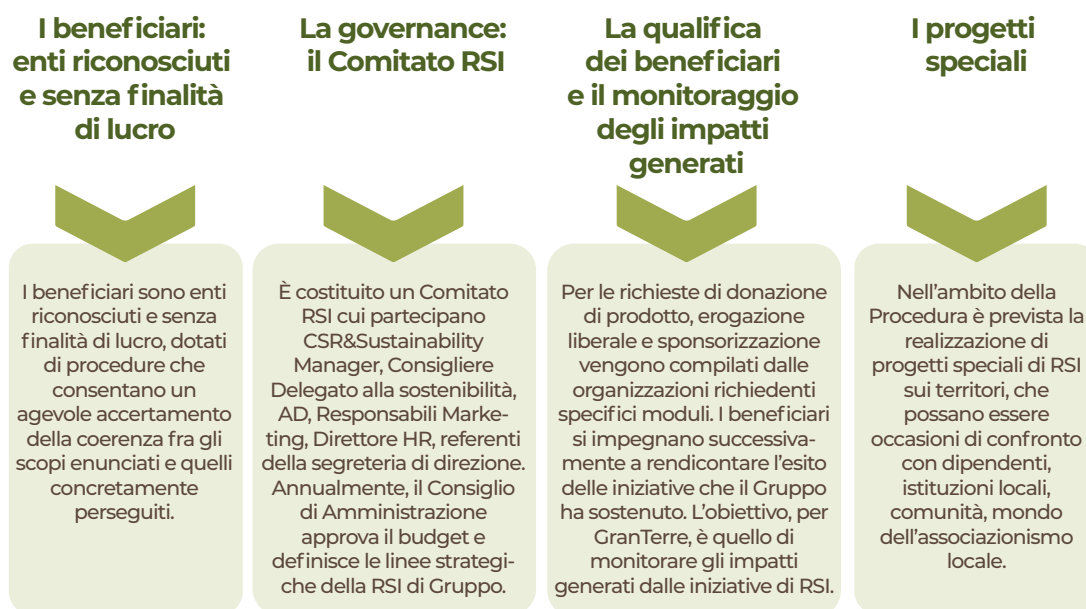 I beneficiari:
enti riconosciuti
e senza finalità
di lucro
La governance:
il Comitato RSI
La qualifica
dei beneficiari
e il monitoraggio
degli impatti
generati
I progetti
speciali
I beneficiari sono enti
riconosciuti e senza
finalità di lucro, dotati
di procedure che
consentano un
agevole accertamento
della coerenza fra gli
scopi enunciati e quelli
concretamente
perseguiti.
È costituito un Comitato
RSI cui partecipano
CSR&Sustainability
Manager, Consigliere
Delegato alla sostenibilità,
AD, Responsabili Marke-
ting, Direttore HR, referenti
della segreteria di direzione.
Annualmente, il Consiglio
di Amministrazione
approva il budget e
definisce le linee strategi-
che della RSI di Gruppo.
Per le richieste di donazione
di prodotto, erogazione
liberale e sponsorizzazione
vengono compilati dalle
organizzazioni richiedenti
specifici moduli. I beneficiari
si impegnano successiva-
mente a rendicontare l’esito
delle iniziative che il Gruppo
ha sostenuto. L’obiettivo, per
GranTerre, è quello di
monitorare gli impatti
generati dalle iniziative di RSI.
Nell’ambito della
Procedura è prevista la
realizzazione di
progetti speciali di RSI
sui territori, che
possano essere
occasioni di confronto
con dipendenti,
istituzioni locali,
comunità, mondo
dell’associazionismo
locale.